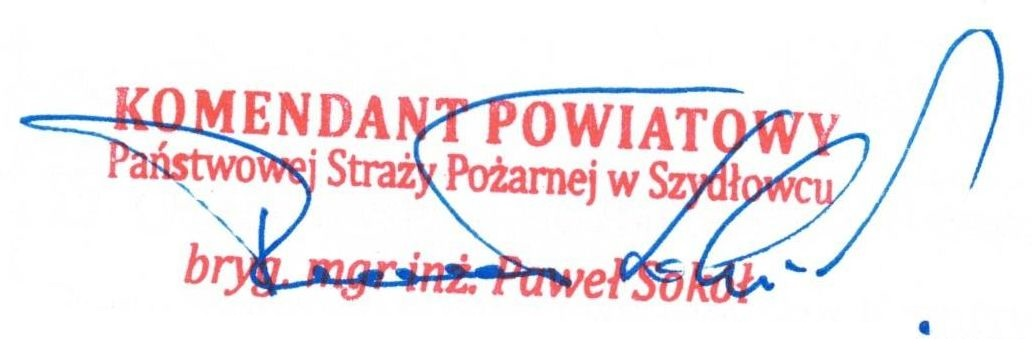 KOMENDANT POWIATOWY
Państwowej Straży Pożarnej w Szydłowcu
bryg. mgr inż. Paweł Sokół